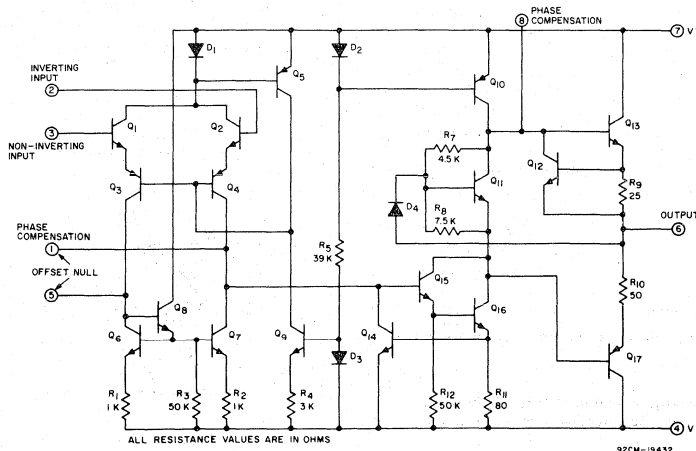 PHASE
⑧ COMPENSATION
⑦ V
D1
D2
Q5
Q10
INVERTING
INPUT
②
③
NON-INVERTING
INPUT
Q1
Q2
Q13
R7
4.5 K
Q12
Q3
Q4
Q11
R9
25
D4
R8
7.5 K
OUTPUT
⑥
PHASE
COMPENSATION
①
OFFSET NULL
⑤
R5
39 K
R10
50
Q15
Q8
Q16
Q6
Q7
Q9
Q14
Q17
D3
R1
1 K
R3
50 K
R2
1 K
R4
3 K
R12
50 K
R11
80
④ V
ALL RESISTANCE VALUES ARE IN OHMS
92CM-19432